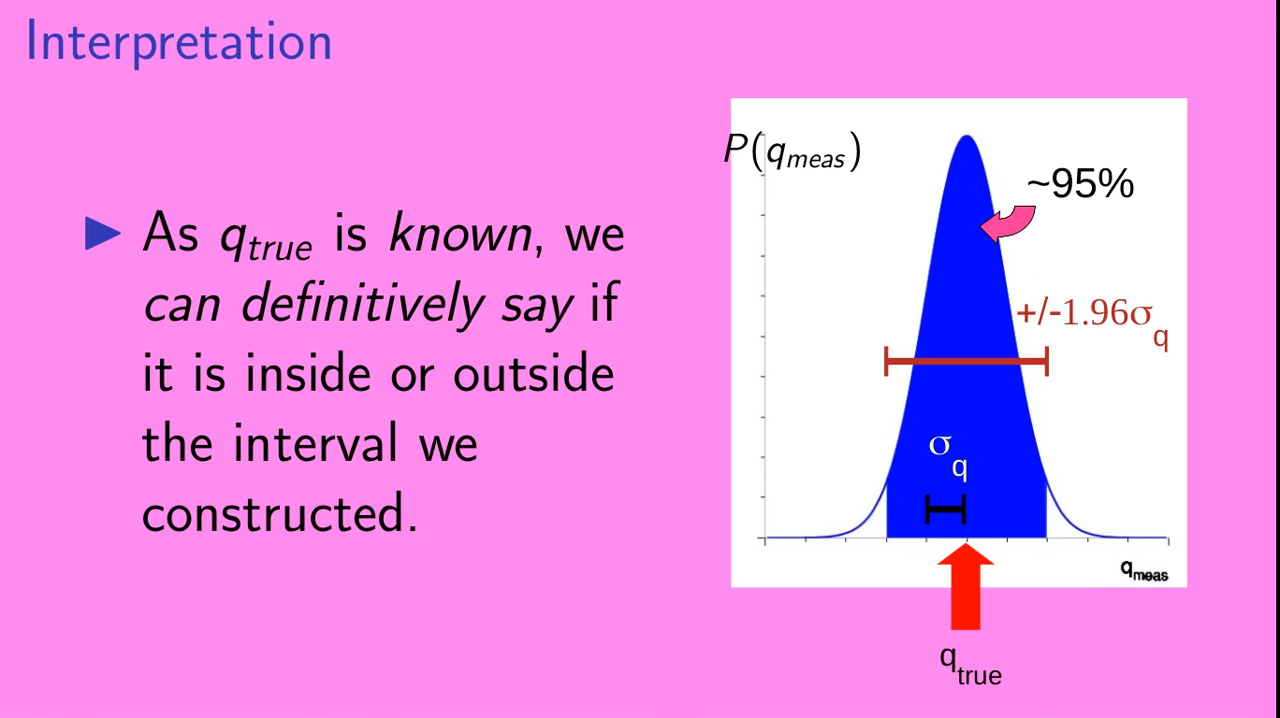 Interpretation
▶ As q_true is known, we
can definitively say if
it is inside or outside
the interval we
constructed.
P(q_meas)
~95%
+/-1.96σ_q
σ_q
q_meas
q_true